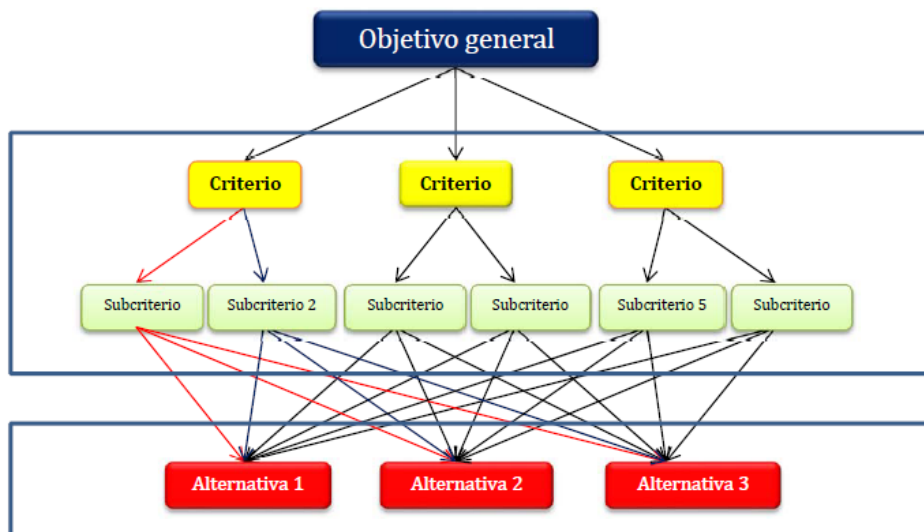 Objetivo general
Criterio
Criterio
Criterio
Subcriterio
Subcriterio 2
Subcriterio
Subcriterio
Subcriterio 5
Subcriterio
Alternativa 1
Alternativa 2
Alternativa 3